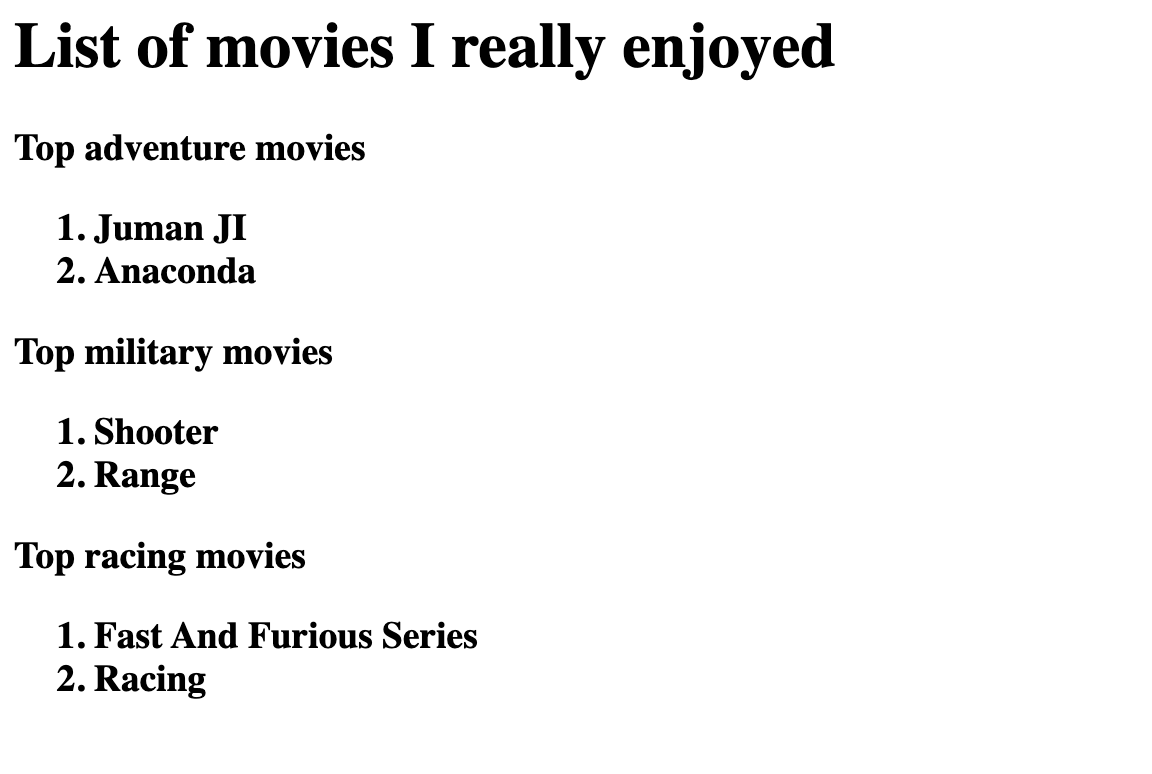 List of movies I really enjoyed
Top adventure movies
1. Juman JI
2. Anaconda
Top military movies
1. Shooter
2. Range
Top racing movies
1. Fast And Furious Series
2. Racing